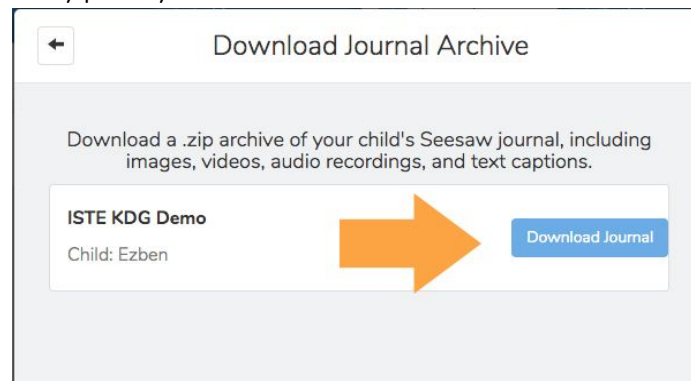 Download Journal Archive
Download a .zip archive of your child's Seesaw journal, including
images, videos, audio recordings, and text captions.
ISTE KDG Demo
Child: Ezben
Download Journal